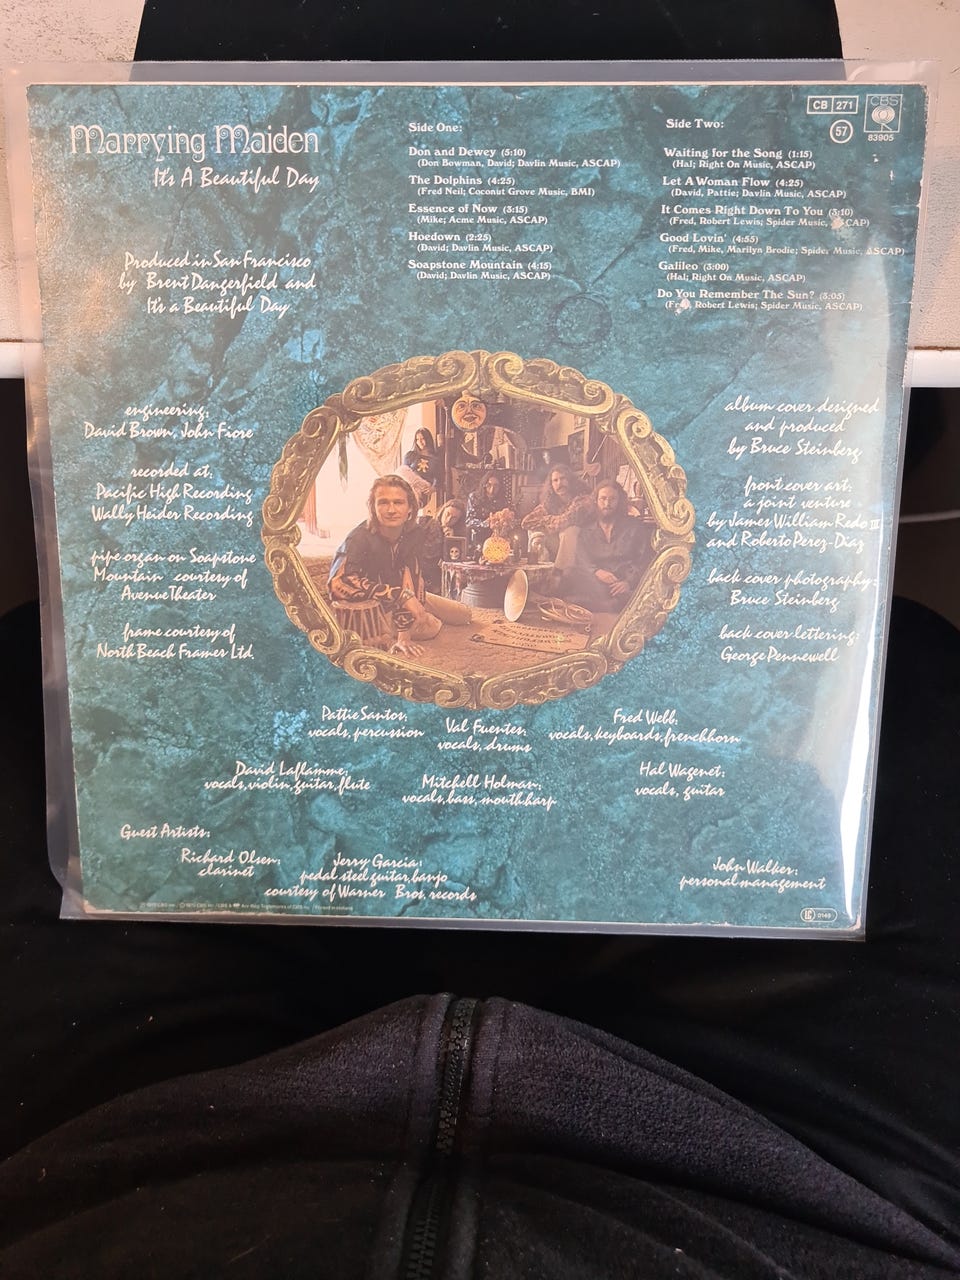 Marrying Maiden
It's A Beautiful Day
Produced in San Francisco
by Brent Dangerfield and
It's a Beautiful Day
Side One:
Don and Dewey (5:10)
(Don Bowman, David; Davlin Music, ASCAP)
The Dolphins (4:25)
(Fred Neil; Coconut Grove Music, BMI)
Essence of Now (3:15)
(Mike; Acme Music, ASCAP)
Hoedown (2:25)
(David; Davlin Music, ASCAP)
Soapstone Mountain (4:15)
(David; Davlin Music, ASCAP)
Side Two:
Waiting for the Song (1:15)
(Hal; Right On Music, ASCAP)
Let A Woman Flow (4:25)
(David, Pattie; Davlin Music, ASCAP)
It Comes Right Down To You (3:10)
(Fred, Robert Lewis; Spider Music, ASCAP)
Good Lovin' (4:55)
(Fred, Mike, Marilyn Brodie; Spider Music, ASCAP)
Galileo (3:00)
(Hal; Right On Music, ASCAP)
Do You Remember The Sun? (3:05)
(Fred, Robert Lewis; Spider Music, ASCAP)
CB 271
57
CBS
83905
engineering:
David Brown, John Fiore
recorded at:
Pacific High Recording
Wally Heider Recording
pipe organ on Soapstone
Mountain courtesy of
Avenue Theater
frame courtesy of
North Beach Framer Ltd.
album cover designed
and produced
by Bruce Steinberg
front cover art;
a joint venture
by James William Redo III
and Roberto Perez-Diaz
back cover photography:
Bruce Steinberg
back cover lettering:
George Pennewell
Pattie Santos:
vocals, percussion
Val Fuentes:
vocals, drums
Fred Webb:
vocals, keyboards, french horn
David Laflamme:
vocals, violin, guitar, flute
Mitchell Holman:
vocals, bass, mouth harp
Hal Wagenet:
vocals, guitar
Guest Artists:
Richard Olsen:
clarinet
Jerry Garcia:
pedal steel guitar, banjo
courtesy of Warner Bros. records
John Walker:
personal management
LC 0149